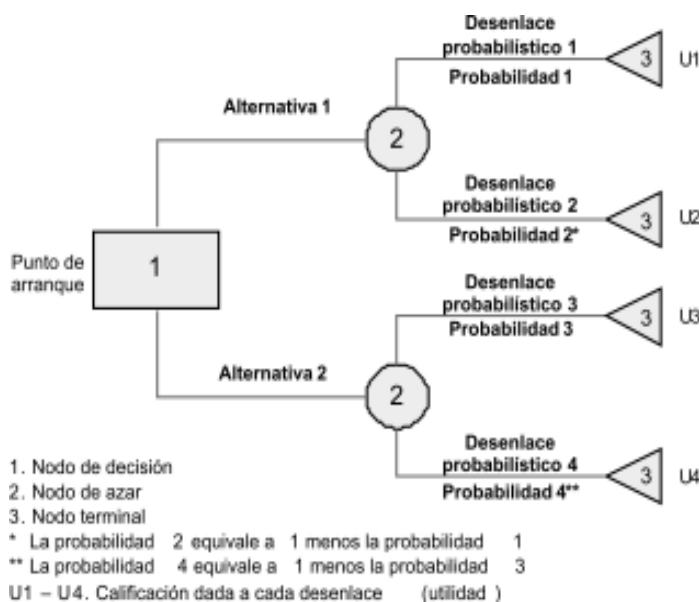 Desenlace
probabilístico 1
Probabilidad 1
3
U1
Alternativa 1
2
Desenlace
probabilístico 2
Probabilidad 2*
3
U2
Punto de
arranque
1
Desenlace
probabilístico 3
Probabilidad 3
3
U3
Alternativa 2
2
Desenlace
probabilístico 4
Probabilidad 4**
3
U4
1. Nodo de decisión
2. Nodo de azar
3. Nodo terminal
* La probabilidad 2 equivale a 1 menos la probabilidad 1
** La probabilidad 4 equivale a 1 menos la probabilidad 3
U1 – U4. Calificación dada a cada desenlace (utilidad )